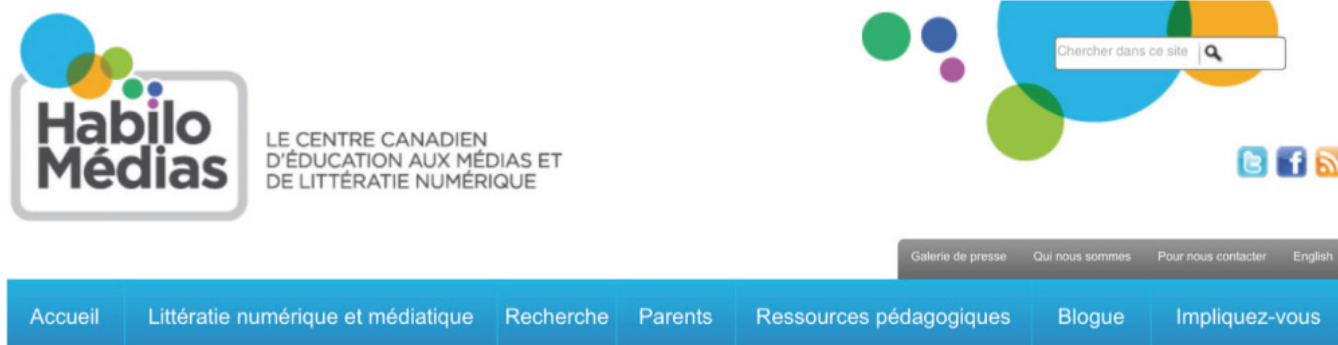 Chercher dans ce site
Habilo
Médias
LE CENTRE CANADIEN
D'ÉDUCATION AUX MÉDIAS ET
DE LITTÉRATIE NUMÉRIQUE
Galerie de presse Qui nous sommes Pour nous contacter English
Accueil Littératie numérique et médiatique Recherche Parents Ressources pédagogiques Blogue Impliquez-vous